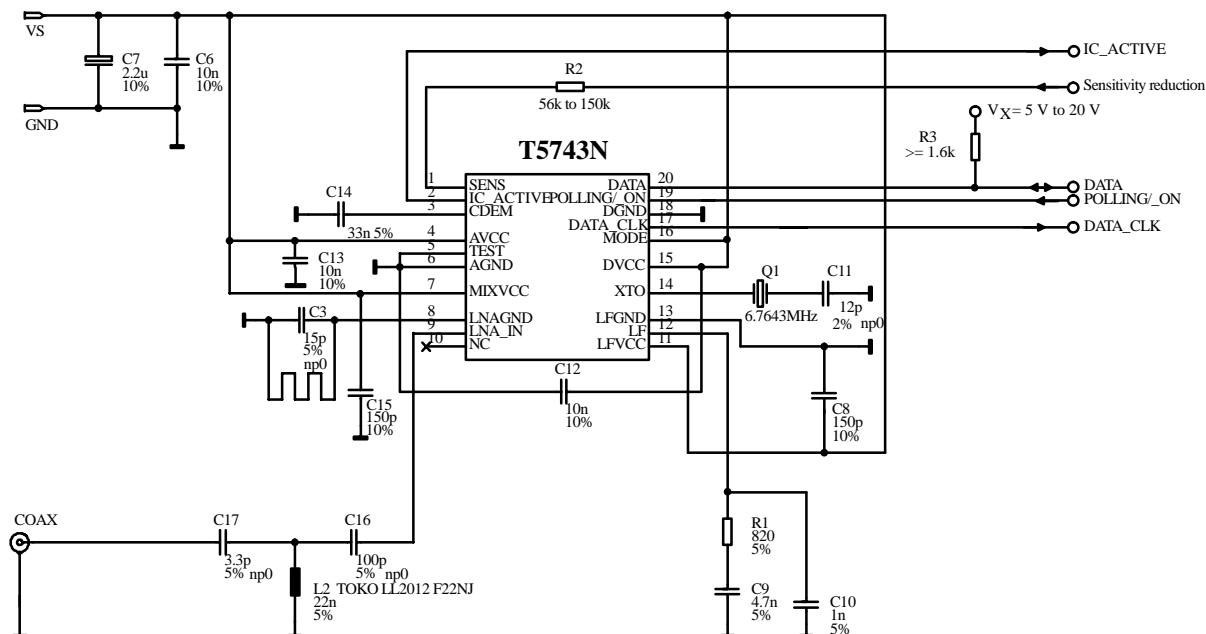 VS
C7
2.2u
10%
C6
10n
10%
GND
IC_ACTIVE
R2
56k to 150k
Sensitivity reduction
VX = 5 V to 20 V
R3
>= 1.6k
T5743N
1 SENS
2 IC_ACTIVE
3 CDEM
4 AVCC
5 TEST
6 AGND
7 MIXVCC
8 LNAGND
9 LNA_IN
10 NC
DATA 20
POLLING/_ON 19
DGND 18
DATA_CLK 17
MODE 16
DVCC 15
XTO 14
LFGND 13
LF 12
LFVCC 11
DATA
POLLING/_ON
DATA_CLK
C14
33n 5%
C13
10n
10%
C3
15p
5%
np0
C15
150p
10%
C12
10n
10%
Q1
6.7643MHz
C11
12p
2% np0
C8
150p
10%
COAX
C17
3.3p
5% np0
C16
100p
5% np0
L2 TOKO LL2012 F22NJ
22n
5%
R1
820
5%
C9
4.7n
5%
C10
1n
5%